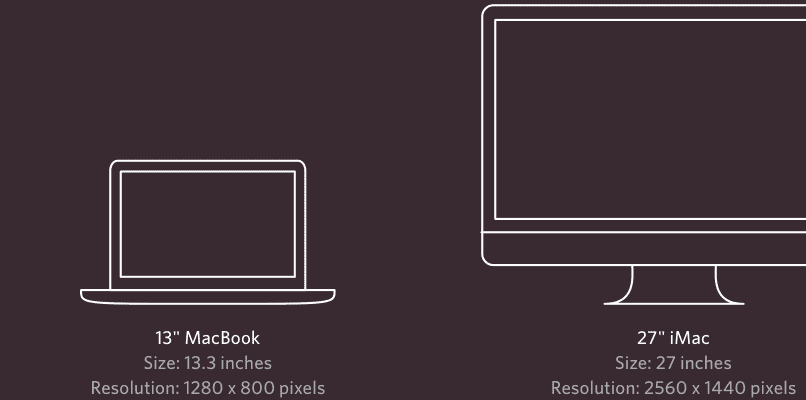 13" MacBook
Size: 13.3 inches
Resolution: 1280 x 800 pixels
27" iMac
Size: 27 inches
Resolution: 2560 x 1440 pixels